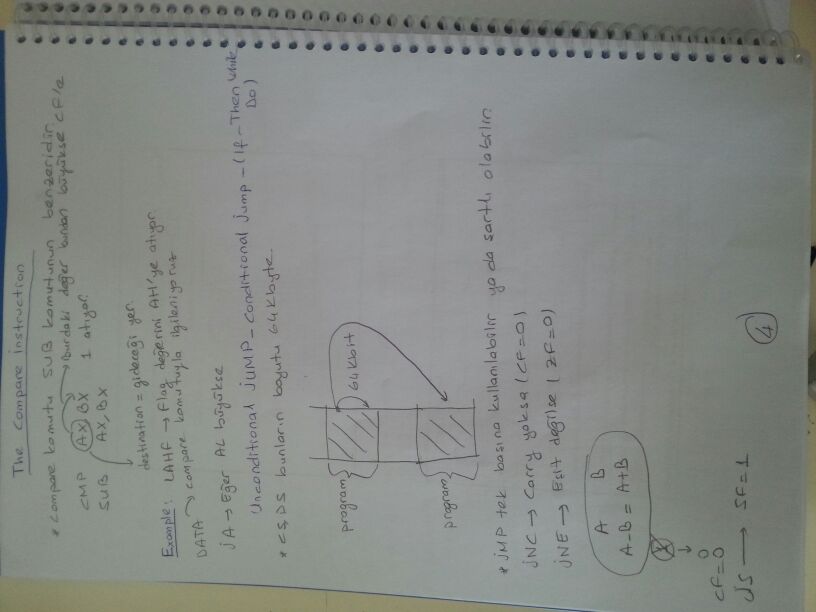 The Compare instruction
* Compare komutu SUB komutunun benzeridir.
CMP AX, BX → Burdaki değer bundan büyükse CF'e
1 atıyor.
SUB AX, BX
destination = gideceği yer.
Example: LAHF → Flag değerini AH'ye atıyor.
DATA → compare komutuyla ilgileniyoruz
JA → Eğer AL büyükse
Unconditional JUMP - Conditional jump - (If - Then While
Do)
* CS, DS bunların boyutu 64 Kbyte.
program
64 Kbit
program
* JMP tek başına kullanılabilir ya da şartlı olabilir.
JNC → Carry yoksa (CF=0)
JNE → Eşit değilse (ZF=0)
A B
A-B = A+B
0
CF=0
JS → SF=1
4